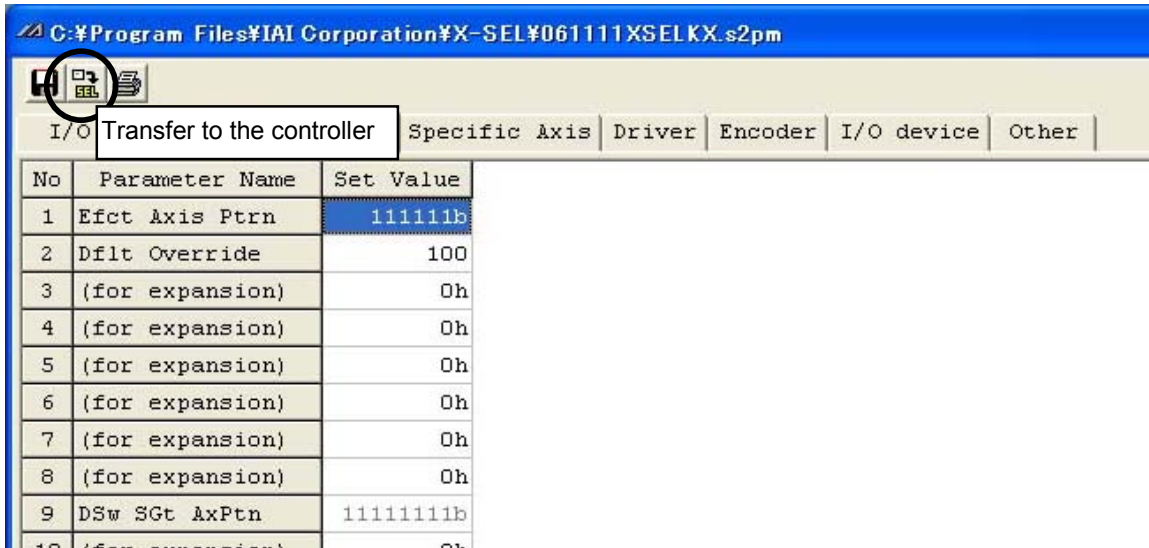 C:¥Program Files¥IAI Corporation¥X-SEL¥061111XSELKX.s2pm
SEL
I/O Transfer to the controller Specific Axis Driver Encoder I/O device Other
No Parameter Name Set Value
1 Efct Axis Ptrn 111111b
2 Dflt Override 100
3 (for expansion) 0h
4 (for expansion) 0h
5 (for expansion) 0h
6 (for expansion) 0h
7 (for expansion) 0h
8 (for expansion) 0h
9 DSw SGt AxPtn 11111111b